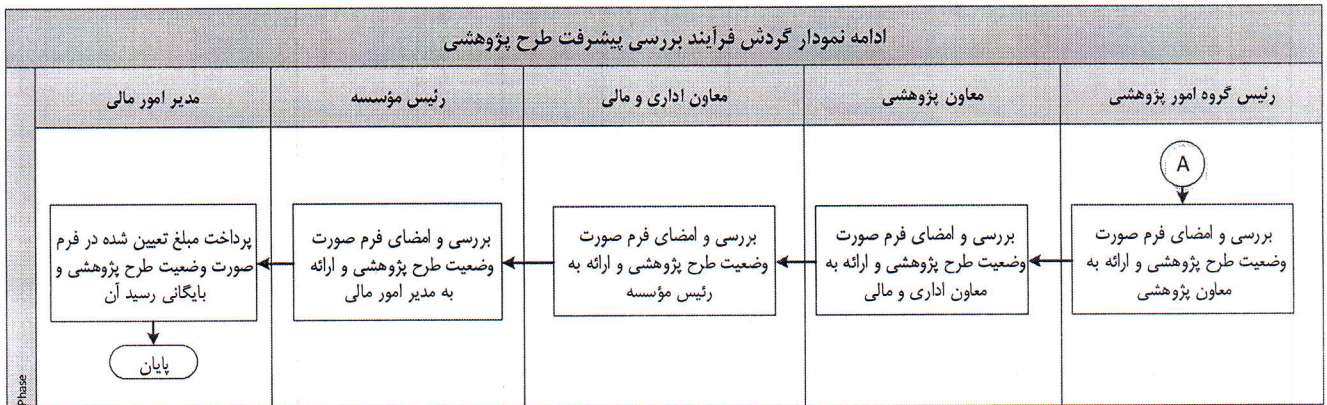 ادامه نمودار گردش فرآیند بررسی پیشرفت طرح پژوهشی
رئیس گروه امور پژوهشی
معاون پژوهشی
معاون اداری و مالی
رئیس مؤسسه
مدیر امور مالی
A
بررسی و امضای فرم صورت
وضعیت طرح پژوهشی و ارائه به
معاون پژوهشی
بررسی و امضای فرم صورت
وضعیت طرح پژوهشی و ارائه به
معاون اداری و مالی
بررسی و امضای فرم صورت
وضعیت طرح پژوهشی و ارائه به
رئیس مؤسسه
بررسی و امضای فرم صورت
وضعیت طرح پژوهشی و ارائه
به مدیر امور مالی
پرداخت مبلغ تعیین شده در فرم
صورت وضعیت طرح پژوهشی و
بایگانی رسید آن
پایان
Phase